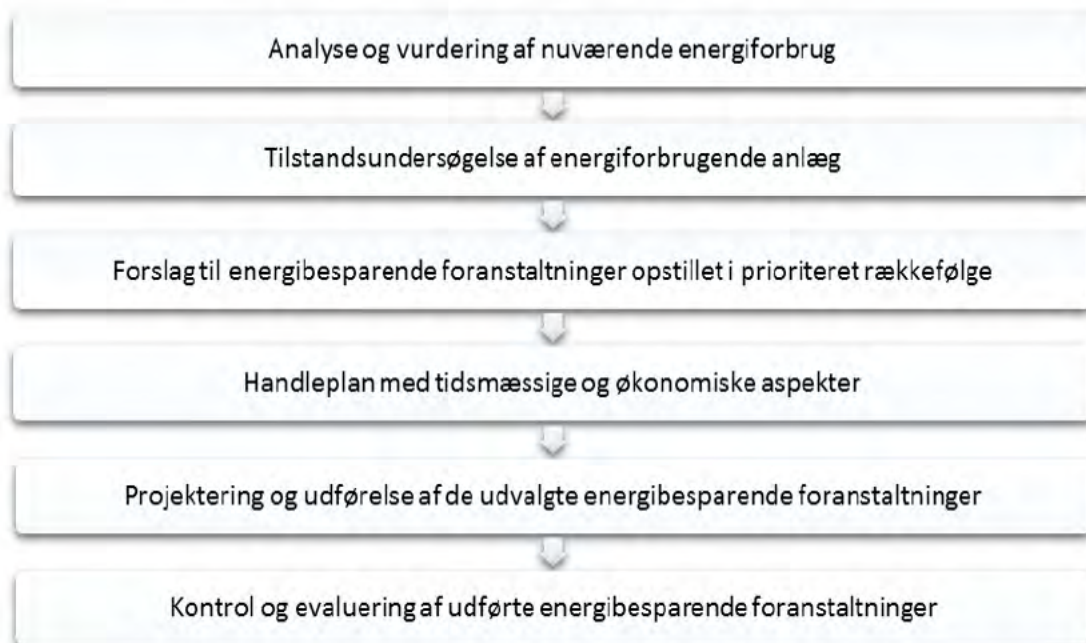 Analyse og vurdering af nuværende energiforbrug
Tilstandsundersøgelse af energiforbrugende anlæg
Forslag til energibesparende foranstaltninger opstillet i prioriteret rækkefølge
Handleplan med tidsmæssige og økonomiske aspekter
Projektering og udførelse af de udvalgte energibesparende foranstaltninger
Kontrol og evaluering af udførte energibesparende foranstaltninger